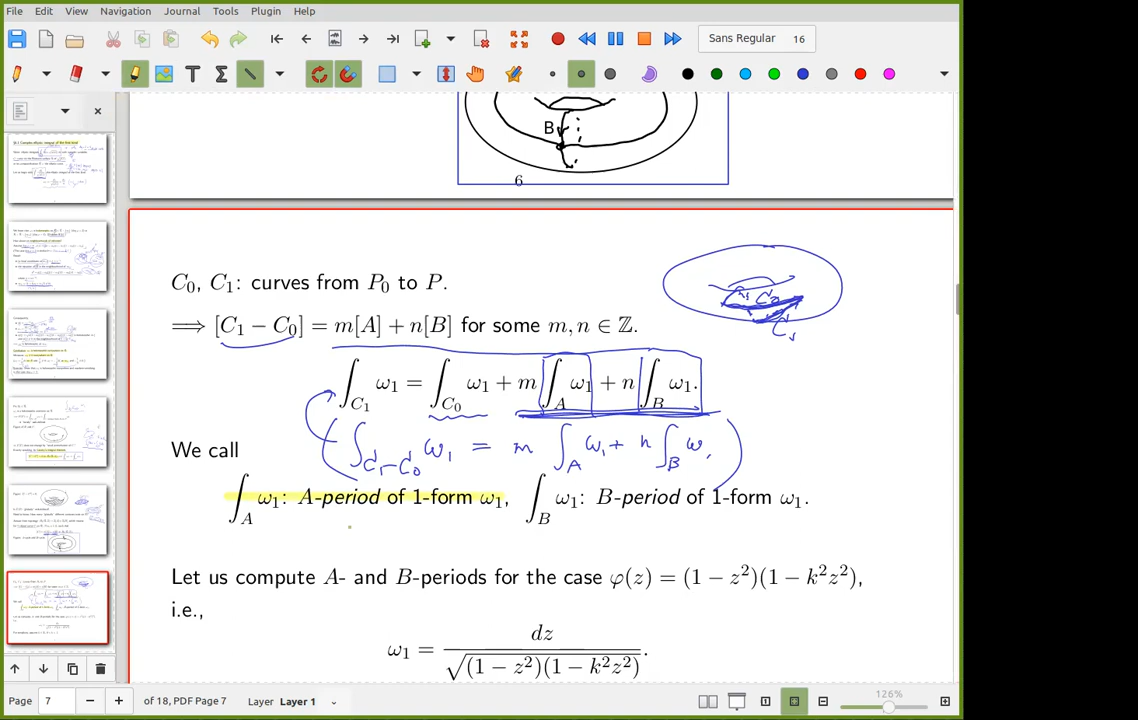 File Edit View Navigation Journal Tools Plugin Help
Sans Regular 16
B
6
C₀, C₁: curves from P₀ to P.
C₀
C₁
⟹ [C₁ − C₀] = m[A] + n[B] for some m, n ∈ ℤ.
∫_{C₁} ω₁ = ∫_{C₀} ω₁ + m ∫_A ω₁ + n ∫_B ω₁.
( ∫_{C₁−C₀} ω₁ = m ∫_A ω₁ + n ∫_B ω₁ )
We call
∫_A ω₁: A-period of 1-form ω₁, ∫_B ω₁: B-period of 1-form ω₁.
Let us compute A- and B-periods for the case φ(z) = (1 − z²)(1 − k²z²),
i.e.,
ω₁ = dz / √((1 − z²)(1 − k²z²)).
Page 7 of 18, PDF Page 7 Layer Layer 1 126%